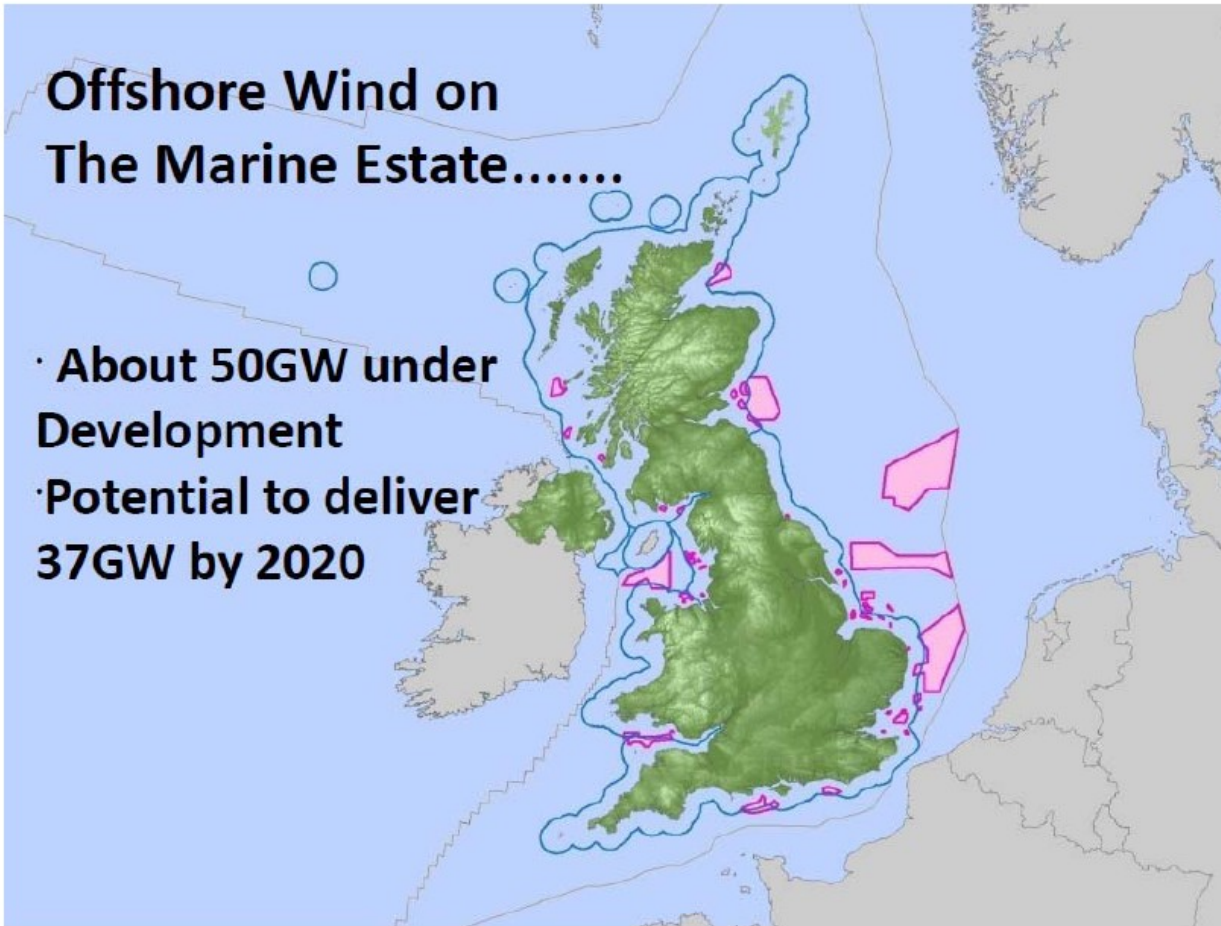 Offshore Wind on
The Marine Estate.......
· About 50GW under
Development
·Potential to deliver
37GW by 2020